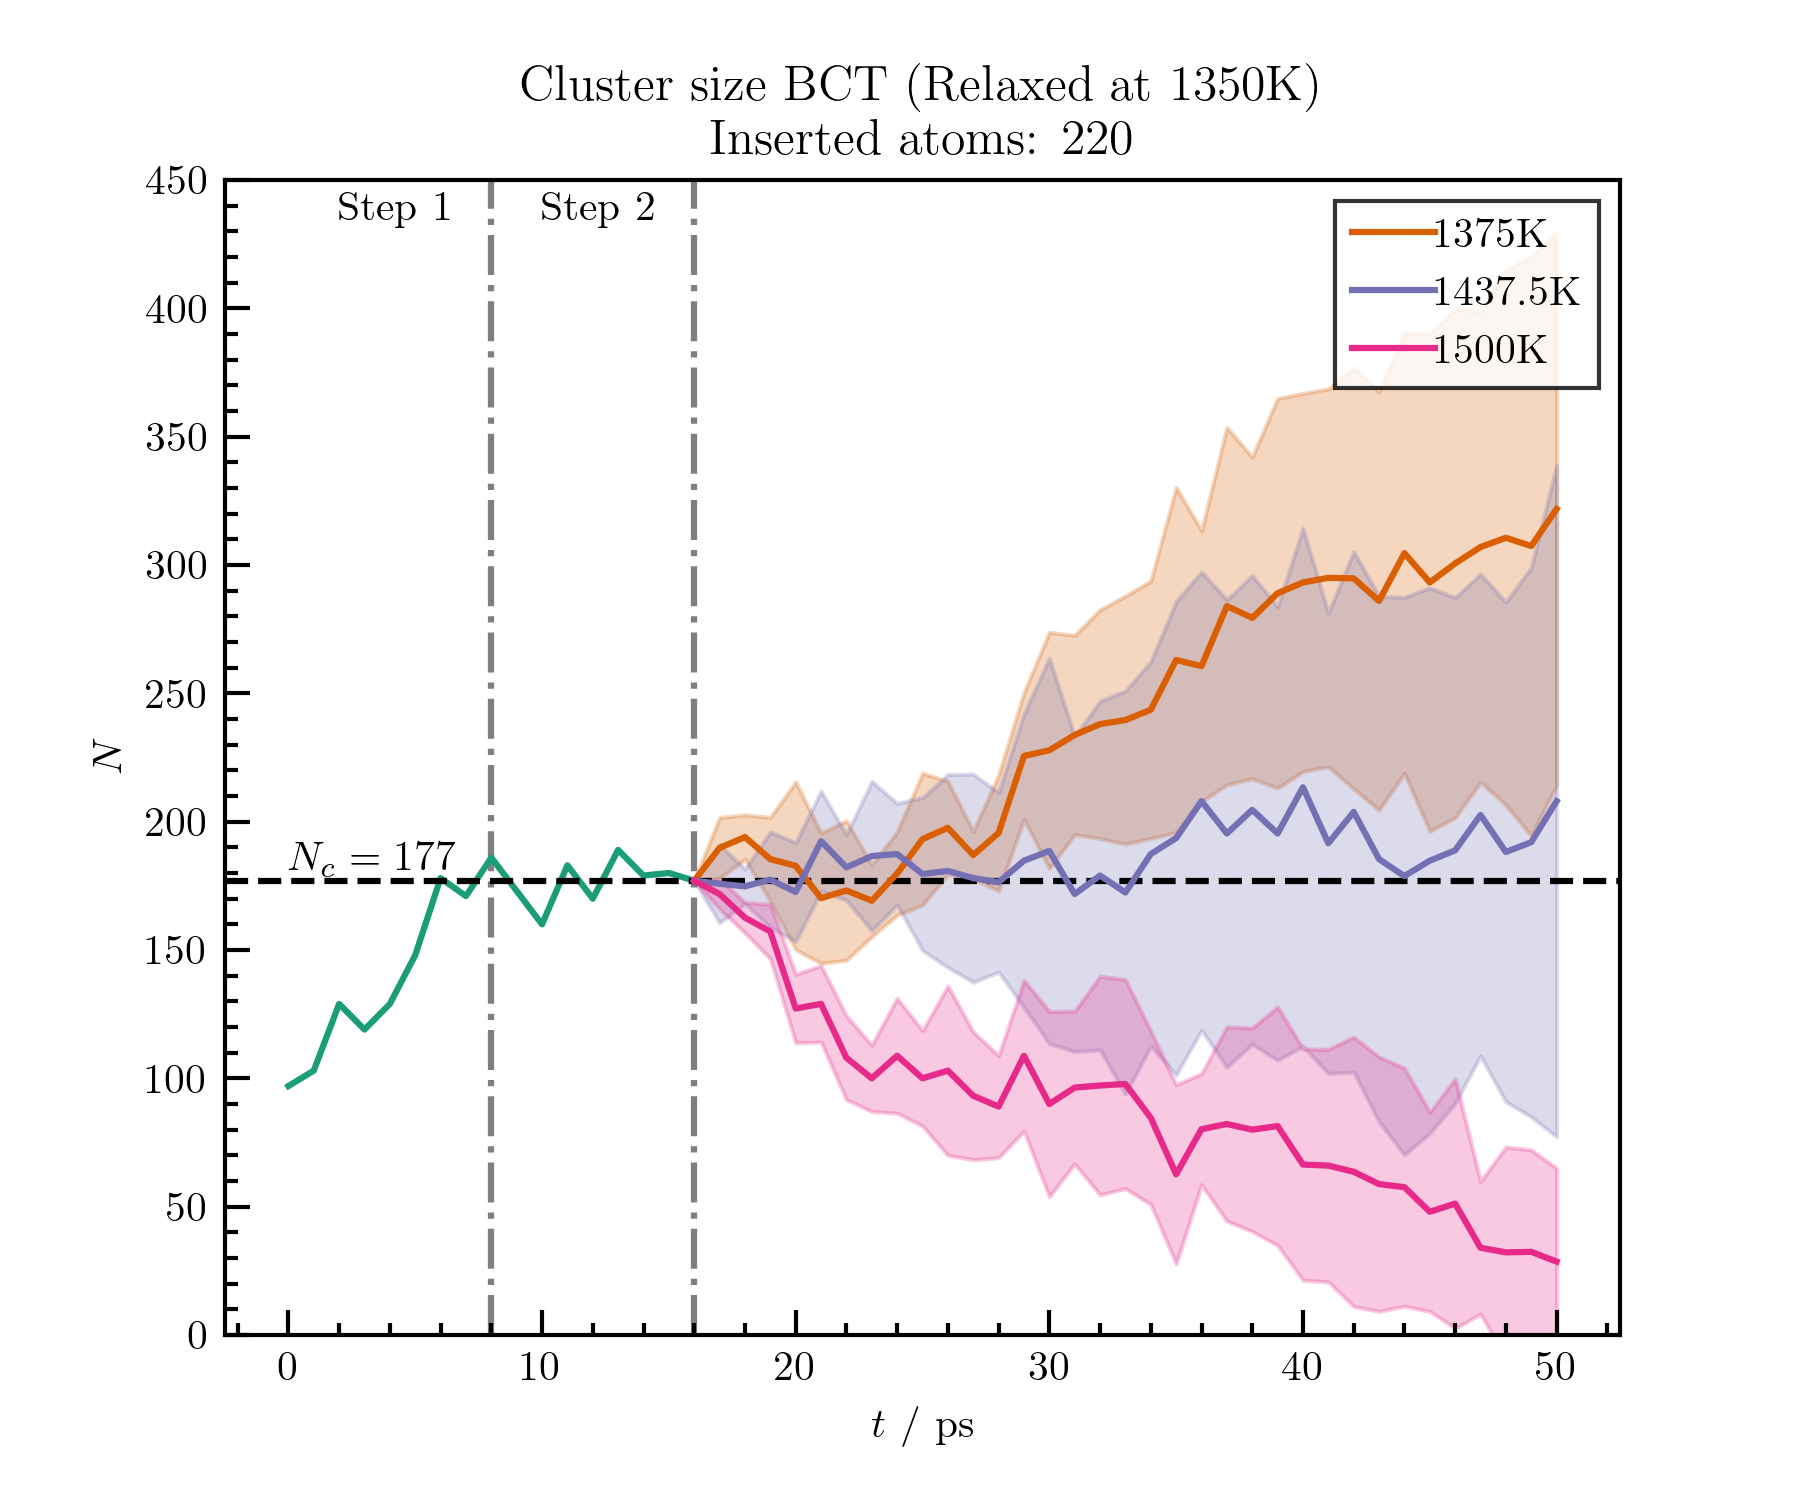 Cluster size BCT (Relaxed at 1350K)
Inserted atoms: 220
Step 1
Step 2
1375K
1437.5K
1500K
N_c = 177
N
450
400
350
300
250
200
150
100
50
0
0 10 20 30 40 50
t / ps